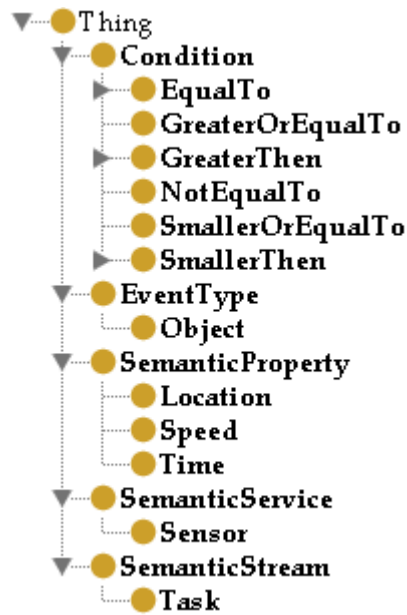 Thing
Condition
EqualTo
GreaterOrEqualTo
GreaterThen
NotEqualTo
SmallerOrEqualTo
SmallerThen
EventType
Object
SemanticProperty
Location
Speed
Time
SemanticService
Sensor
SemanticStream
Task